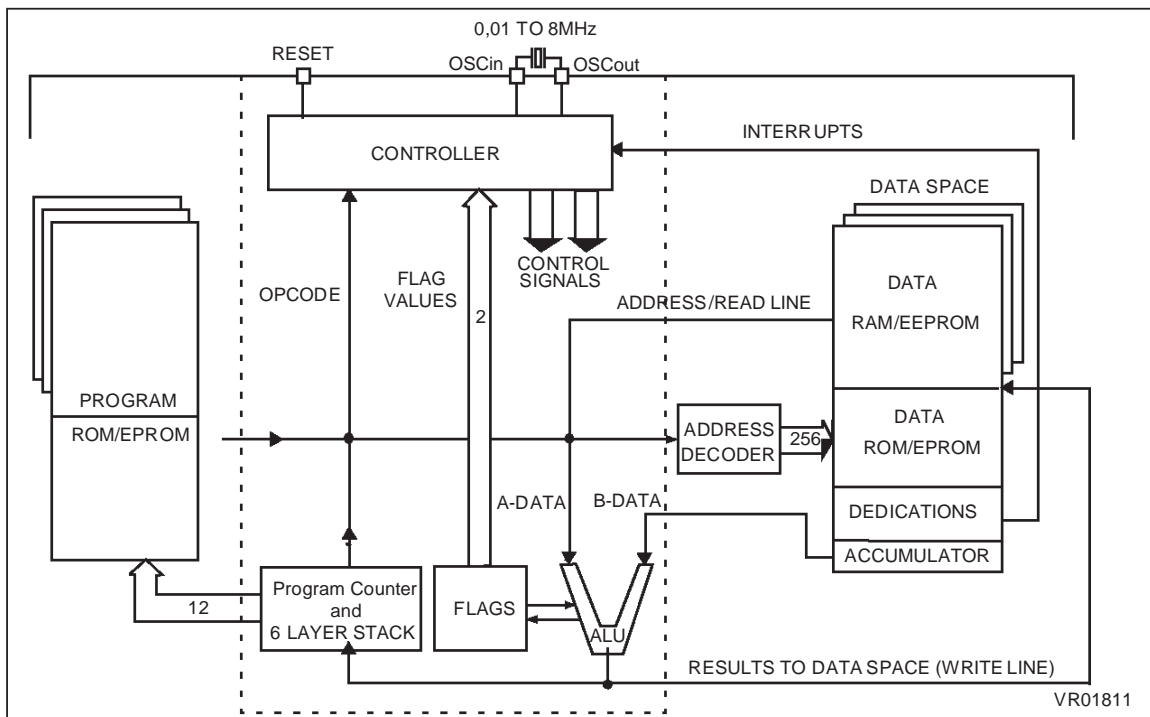 0,01 TO 8MHz
RESET
OSCin
OSCout
INTERRUPTS
CONTROLLER
DATA SPACE
CONTROL
SIGNALS
OPCODE
FLAG
VALUES
2
ADDRESS/READ LINE
DATA
RAM/EEPROM
PROGRAM
ROM/EPROM
ADDRESS
DECODER
256
DATA
ROM/EPROM
A-DATA
B-DATA
DEDICATIONS
ACCUMULATOR
12
Program Counter
and
6 LAYER STACK
FLAGS
ALU
RESULTS TO DATA SPACE (WRITE LINE)
VR01811